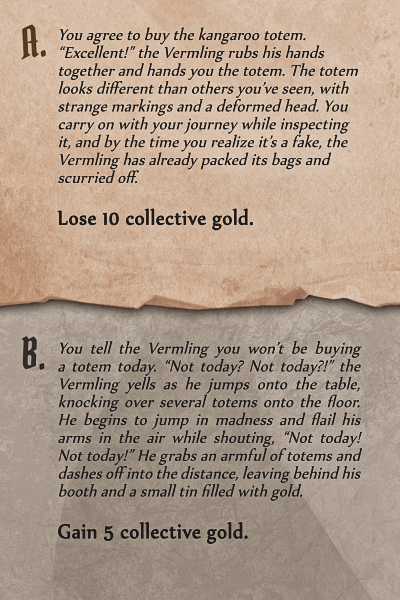 A. You agree to buy the kangaroo totem.
“Excellent!” the Vermling rubs his hands
together and hands you the totem. The totem
looks different than others you’ve seen, with
strange markings and a deformed head. You
carry on with your journey while inspecting
it, and by the time you realize it’s a fake, the
Vermling has already packed its bags and
scurried off.
Lose 10 collective gold.
B. You tell the Vermling you won’t be buying
a totem today. “Not today? Not today?!” the
Vermling yells as he jumps onto the table,
knocking over several totems onto the floor.
He begins to jump in madness and flail his
arms in the air while shouting, “Not today!
Not today!” He grabs an armful of totems and
dashes off into the distance, leaving behind his
booth and a small tin filled with gold.
Gain 5 collective gold.